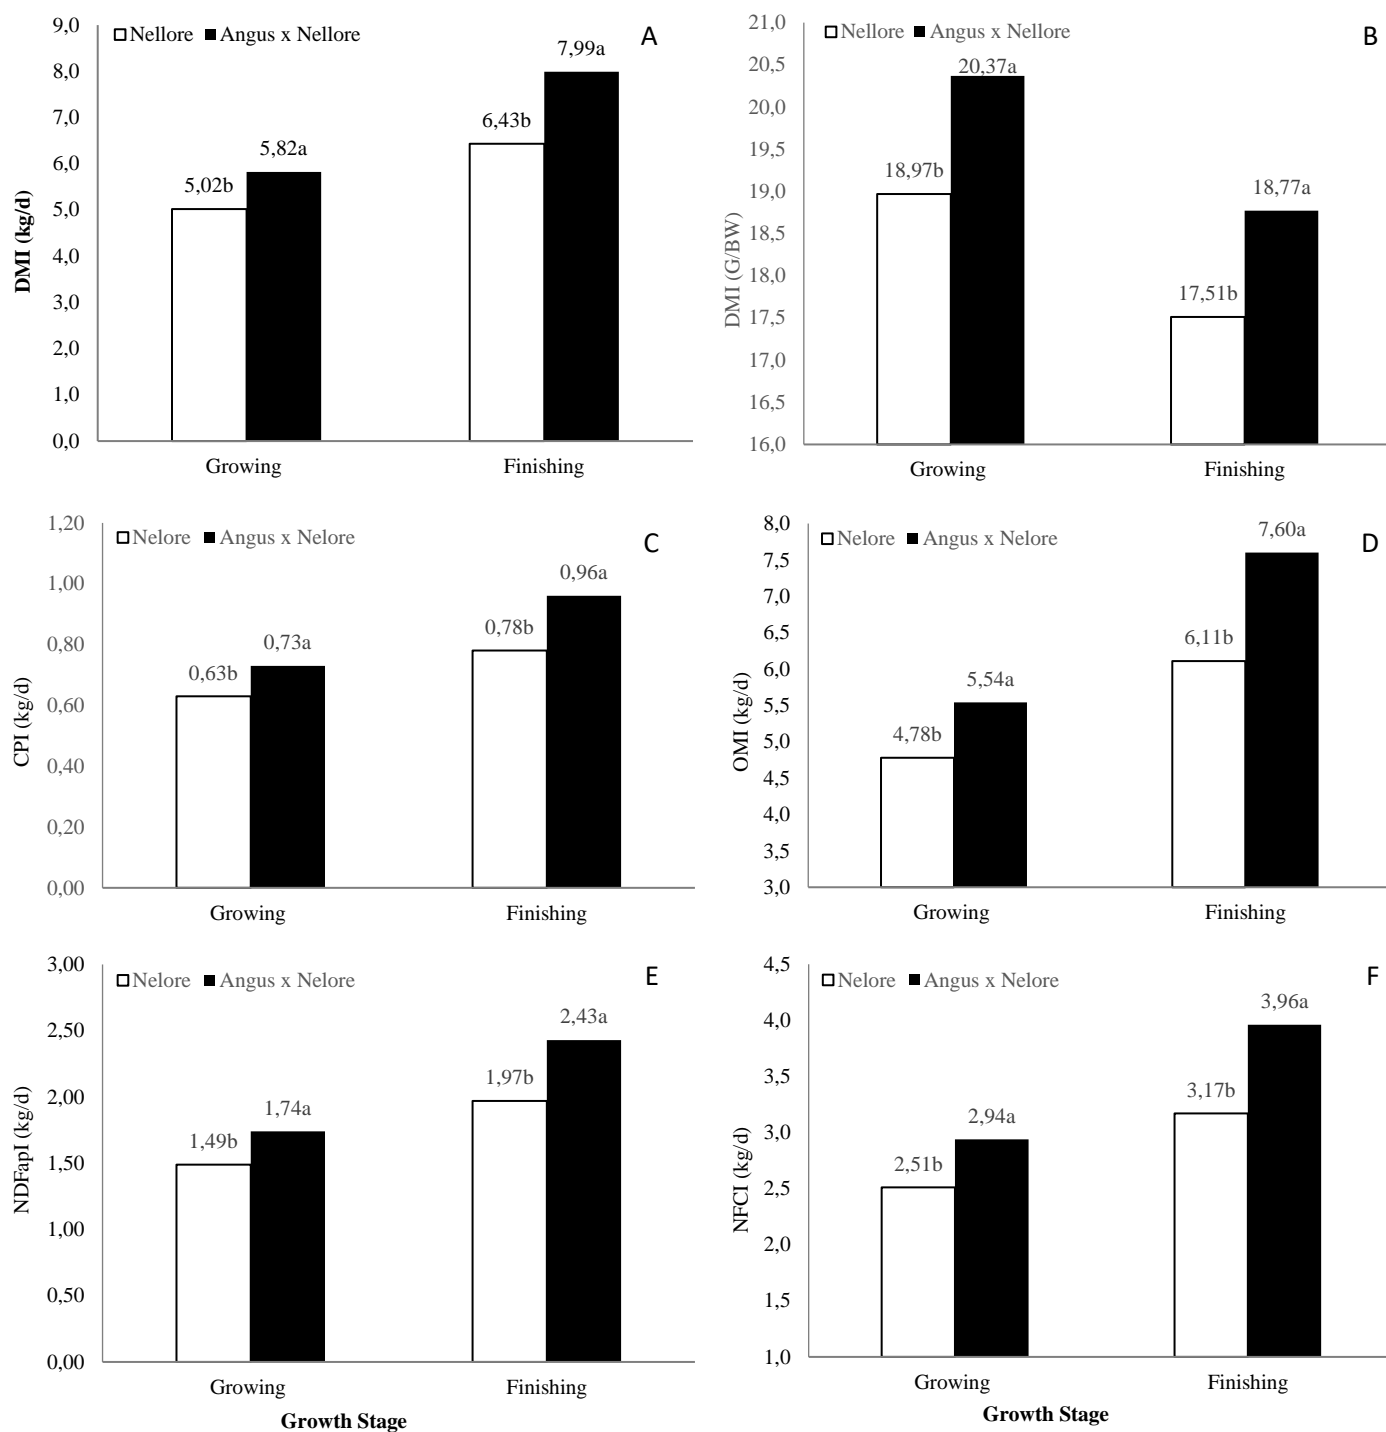 A
Nellore Angus x Nellore
DMI (kg/d)
9,0
8,0
7,0
6,0
5,0
4,0
3,0
2,0
1,0
0,0
5,02b
5,82a
6,43b
7,99a
Growing Finishing
B
Nellore Angus x Nellore
DMI (G/BW)
21,0
20,5
20,0
19,5
19,0
18,5
18,0
17,5
17,0
16,5
16,0
18,97b
20,37a
17,51b
18,77a
Growing Finishing
C
Nelore Angus x Nelore
CPI (kg/d)
1,20
1,00
0,80
0,60
0,40
0,20
0,00
0,63b
0,73a
0,78b
0,96a
Growing Finishing
D
Nelore Angus x Nelore
OMI (kg/d)
8,0
7,5
7,0
6,5
6,0
5,5
5,0
4,5
4,0
3,5
3,0
4,78b
5,54a
6,11b
7,60a
Growing Finishing
E
Nelore Angus x Nelore
NDFapI (kg/d)
3,00
2,50
2,00
1,50
1,00
0,50
0,00
1,49b
1,74a
1,97b
2,43a
Growing Finishing
Growth Stage
F
Nelore Angus x Nelore
NFCI (kg/d)
4,5
4,0
3,5
3,0
2,5
2,0
1,5
1,0
2,51b
2,94a
3,17b
3,96a
Growing Finishing
Growth Stage